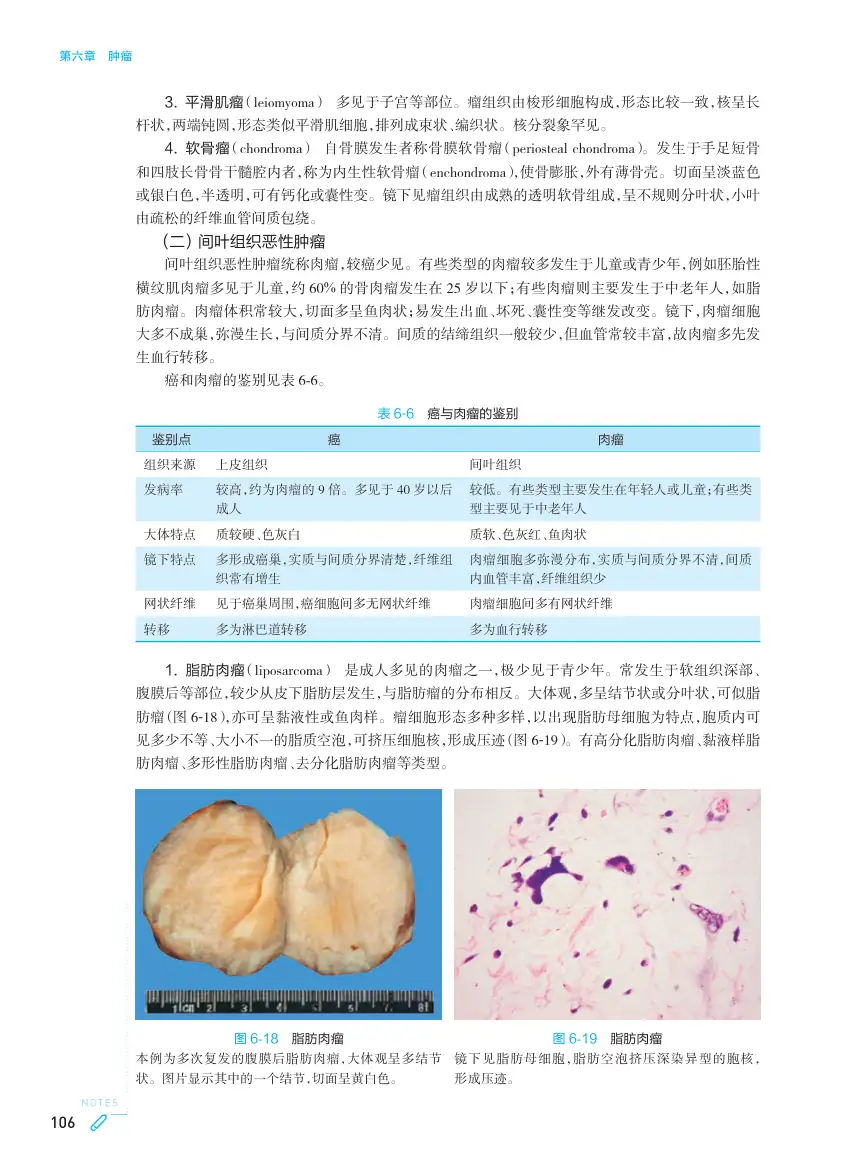 第六章　肿瘤
3. 平滑肌瘤（leiomyoma）　多见于子宫等部位。瘤组织由梭形细胞构成，形态比较一致，核呈长
杆状，两端钝圆，形态类似平滑肌细胞，排列成束状、编织状。核分裂象罕见。
4. 软骨瘤（chondroma）　自骨膜发生者称骨膜软骨瘤（periosteal chondroma）。发生于手足短骨
和四肢长骨骨干髓腔内者，称为内生性软骨瘤（enchondroma），使骨膨胀，外有薄骨壳。切面呈淡蓝色
或银白色，半透明，可有钙化或囊性变。镜下见瘤组织由成熟的透明软骨组成，呈不规则分叶状，小叶
由疏松的纤维血管间质包绕。
（二）间叶组织恶性肿瘤
间叶组织恶性肿瘤统称肉瘤，较癌少见。有些类型的肉瘤较多发生于儿童或青少年，例如胚胎性
横纹肌肉瘤多见于儿童，约 60% 的骨肉瘤发生在 25 岁以下；有些肉瘤则主要发生于中老年人，如脂
肪肉瘤。肉瘤体积常较大，切面多呈鱼肉状；易发生出血、坏死、囊性变等继发改变。镜下，肉瘤细胞
大多不成巢，弥漫生长，与间质分界不清。间质的结缔组织一般较少，但血管常较丰富，故肉瘤多先发
生血行转移。
癌和肉瘤的鉴别见表 6-6。
表 6-6　癌与肉瘤的鉴别
鉴别点　癌　肉瘤
组织来源　上皮组织　间叶组织
发病率　较高，约为肉瘤的 9 倍。多见于 40 岁以后　较低。有些类型主要发生在年轻人或儿童；有些类
成人　型主要见于中老年人
大体特点　质较硬、色灰白　质软、色灰红、鱼肉状
镜下特点　多形成癌巢，实质与间质分界清楚，纤维组　肉瘤细胞多弥漫分布，实质与间质分界不清，间质
织常有增生　内血管丰富，纤维组织少
网状纤维　见于癌巢周围，癌细胞间多无网状纤维　肉瘤细胞间多有网状纤维
转移　多为淋巴道转移　多为血行转移
1. 脂肪肉瘤（liposarcoma）　是成人多见的肉瘤之一，极少见于青少年。常发生于软组织深部、
腹膜后等部位，较少从皮下脂肪层发生，与脂肪瘤的分布相反。大体观，多呈结节状或分叶状，可似脂
肪瘤（图 6-18），亦可呈黏液性或鱼肉样。瘤细胞形态多种多样，以出现脂肪母细胞为特点，胞质内可
见多少不等、大小不一的脂质空泡，可挤压细胞核，形成压迹（图 6-19）。有高分化脂肪肉瘤、黏液样脂
肪肉瘤、多形性脂肪肉瘤、去分化脂肪肉瘤等类型。
1 CM 2 3 4 5 6 7 8
图 6-18　脂肪肉瘤
本例为多次复发的腹膜后脂肪肉瘤，大体观呈多结节
状。图片显示其中的一个结节，切面呈黄白色。
图 6-19　脂肪肉瘤
镜下见脂肪母细胞，脂肪空泡挤压深染异型的胞核，
形成压迹。
NOTES
106